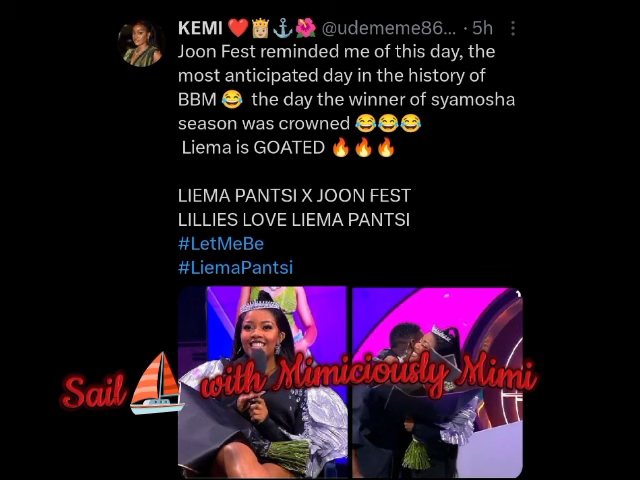 KEMI ❤️👸🏼⚓🌺 @udememe86... · 5h
Joon Fest reminded me of this day, the
most anticipated day in the history of
BBM 😂 the day the winner of syamosha
season was crowned 😂😂😂
Liema is GOATED 🔥🔥🔥
LIEMA PANTSI X JOON FEST
LILLIES LOVE LIEMA PANTSI
#LetMeBe
#LiemaPantsi
Sail ⛵ with Mimiciously Mimi